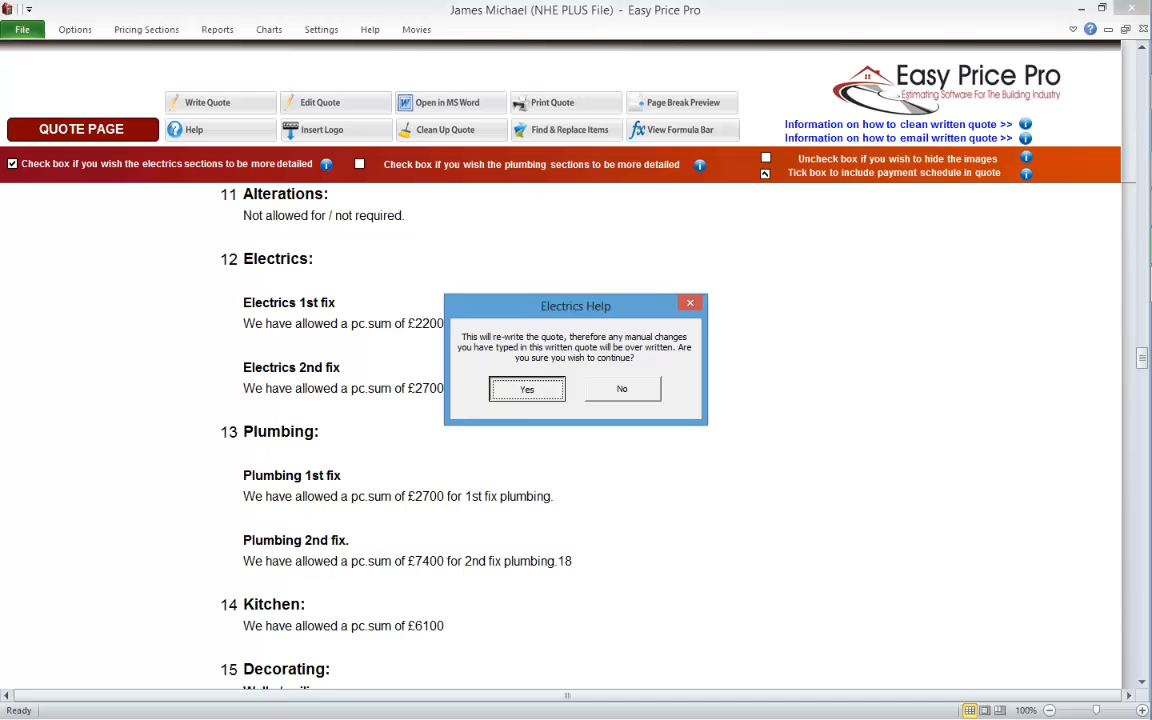 James Michael (NHE PLUS File) - Easy Price Pro
File Options Pricing Sections Reports Charts Settings Help Movies
Easy Price Pro
Estimating Software For The Building Industry
Write Quote Edit Quote Open in MS Word Print Quote Page Break Preview
QUOTE PAGE Help Insert Logo Clean Up Quote Find & Replace Items View Formula Bar
Information on how to clean written quote >>
Information on how to email written quote >>
Check box if you wish the electrics sections to be more detailed
Check box if you wish the plumbing sections to be more detailed
Uncheck box if you wish to hide the images
Tick box to include payment schedule in quote
11 Alterations:
Not allowed for / not required.
12 Electrics:
Electrics 1st fix
We have allowed a pc.sum of £2200
Electrics 2nd fix
We have allowed a pc.sum of £2700
Electrics Help
This will re-write the quote, therefore any manual changes
you have typed in this written quote will be over written. Are
you sure you wish to continue?
Yes No
13 Plumbing:
Plumbing 1st fix
We have allowed a pc.sum of £2700 for 1st fix plumbing.
Plumbing 2nd fix.
We have allowed a pc.sum of £7400 for 2nd fix plumbing.18
14 Kitchen:
We have allowed a pc.sum of £6100
15 Decorating:
Ready 100%